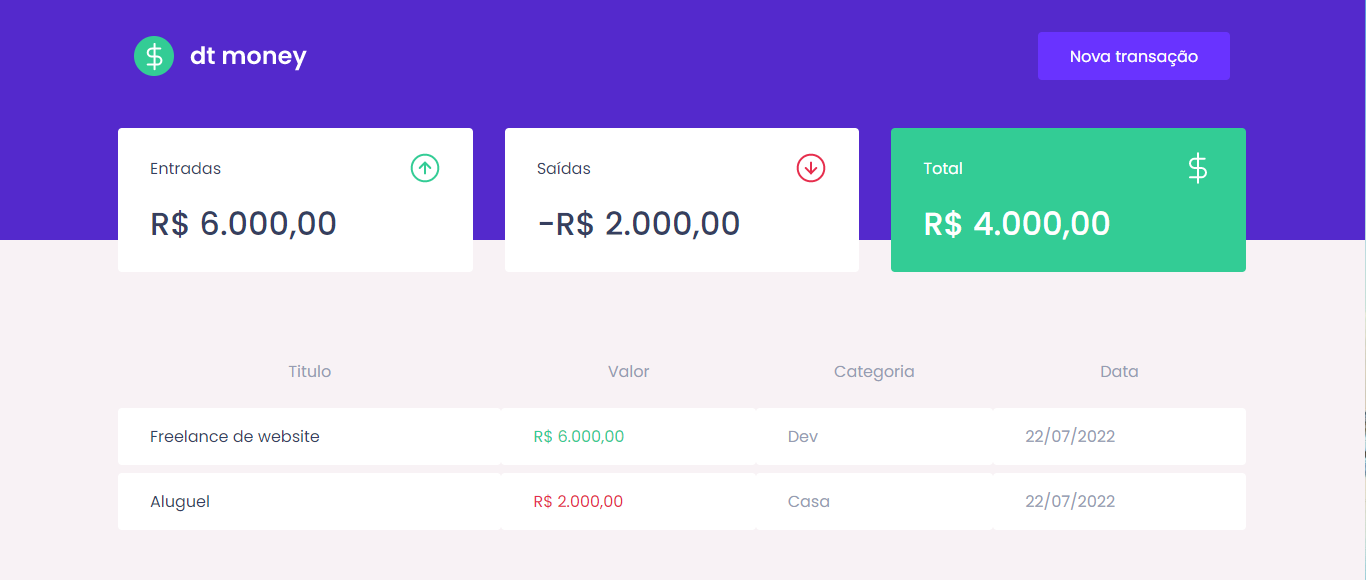 $ dt money
Nova transação
Entradas
Saídas
Total $
R$ 6.000,00
-R$ 2.000,00
R$ 4.000,00
Titulo Valor Categoria Data
Freelance de website R$ 6.000,00 Dev 22/07/2022
Aluguel R$ 2.000,00 Casa 22/07/2022